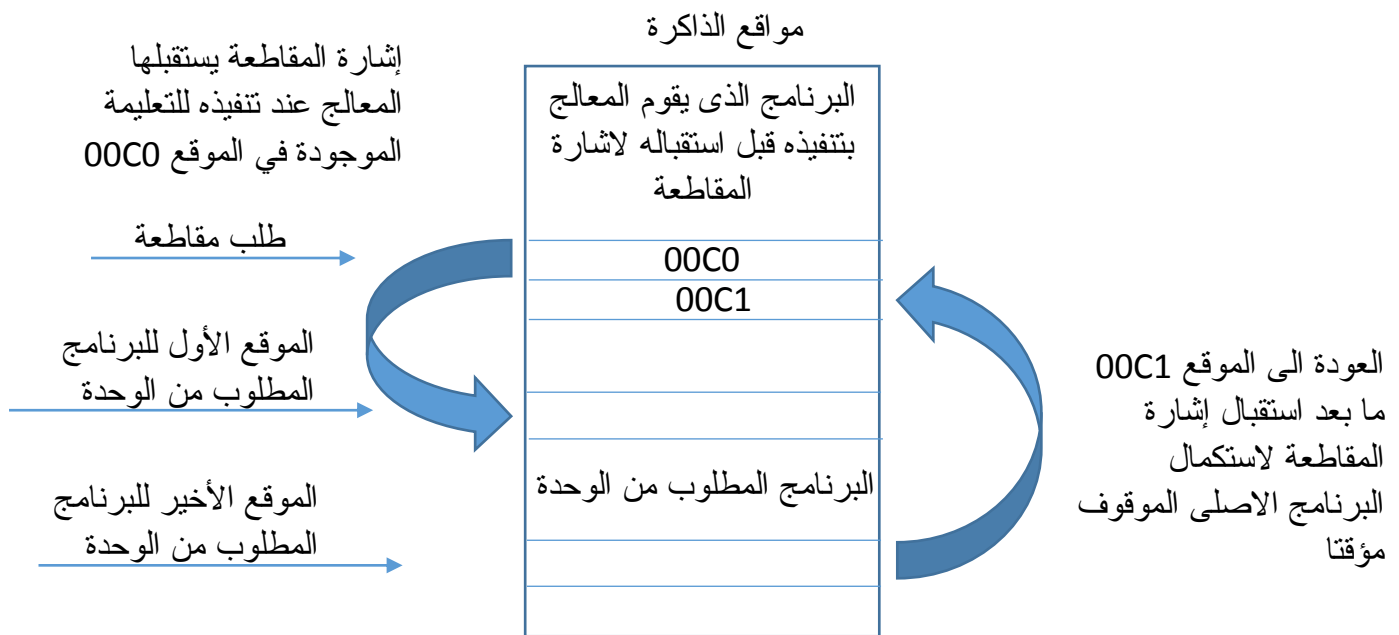 مواقع الذاكرة
إشارة المقاطعة يستقبلها
المعالج عند تنفيذه للتعليمة
الموجودة في الموقع 00C0
البرنامج الذى يقوم المعالج
بتنفيذه قبل استقباله لاشارة
المقاطعة
طلب مقاطعة
00C0
00C1
الموقع الأول للبرنامج
المطلوب من الوحدة
العودة الى الموقع 00C1
ما بعد استقبال إشارة
المقاطعة لاستكمال
البرنامج الاصلى الموقوف
مؤقتا
البرنامج المطلوب من الوحدة
الموقع الأخير للبرنامج
المطلوب من الوحدة